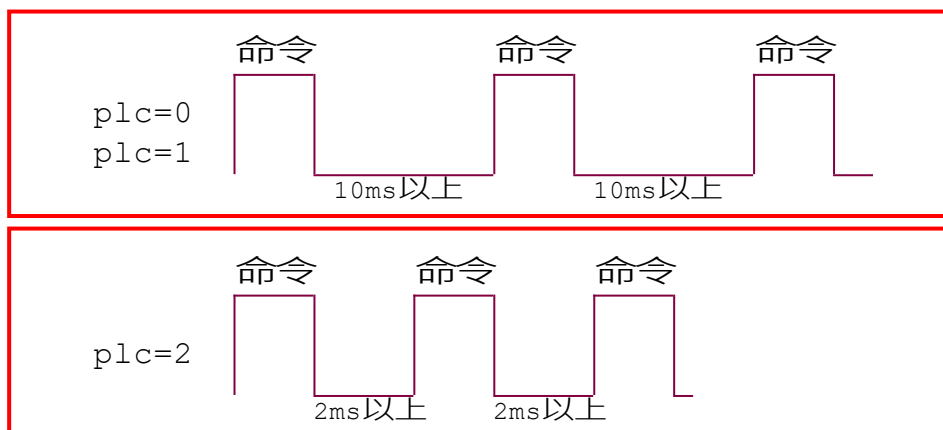 命令 命令 命令
plc=0
plc=1
10ms以上 10ms以上
命令 命令 命令
plc=2
2ms以上 2ms以上